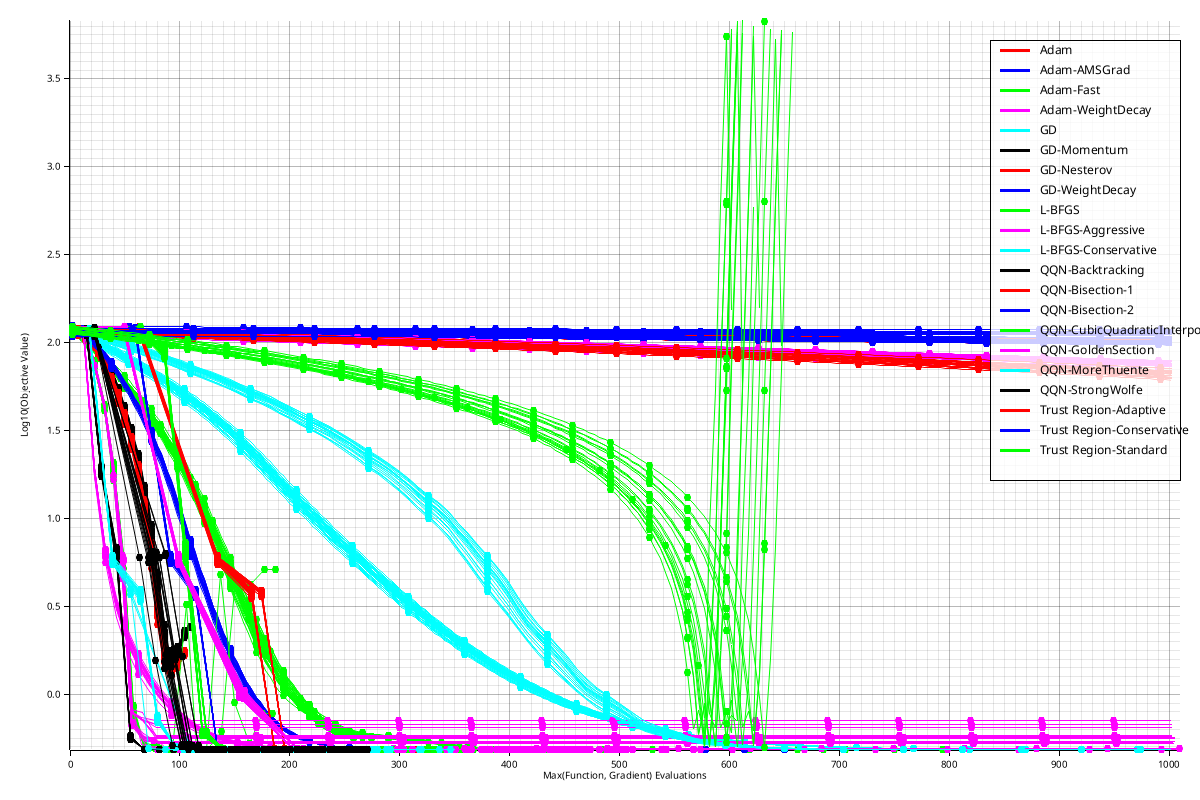 3.5
3.0
2.5
2.0
1.5
1.0
0.5
0.0
Log10(Objective Value)
0
100
200
300
400
500
600
700
800
900
1000
Max(Function, Gradient) Evaluations
Adam
Adam-AMSGrad
Adam-Fast
Adam-WeightDecay
GD
GD-Momentum
GD-Nesterov
GD-WeightDecay
L-BFGS
L-BFGS-Aggressive
L-BFGS-Conservative
QQN-Backtracking
QQN-Bisection-1
QQN-Bisection-2
QQN-CubicQuadraticInterpo
QQN-GoldenSection
QQN-MoreThuente
QQN-StrongWolfe
Trust Region-Adaptive
Trust Region-Conservative
Trust Region-Standard